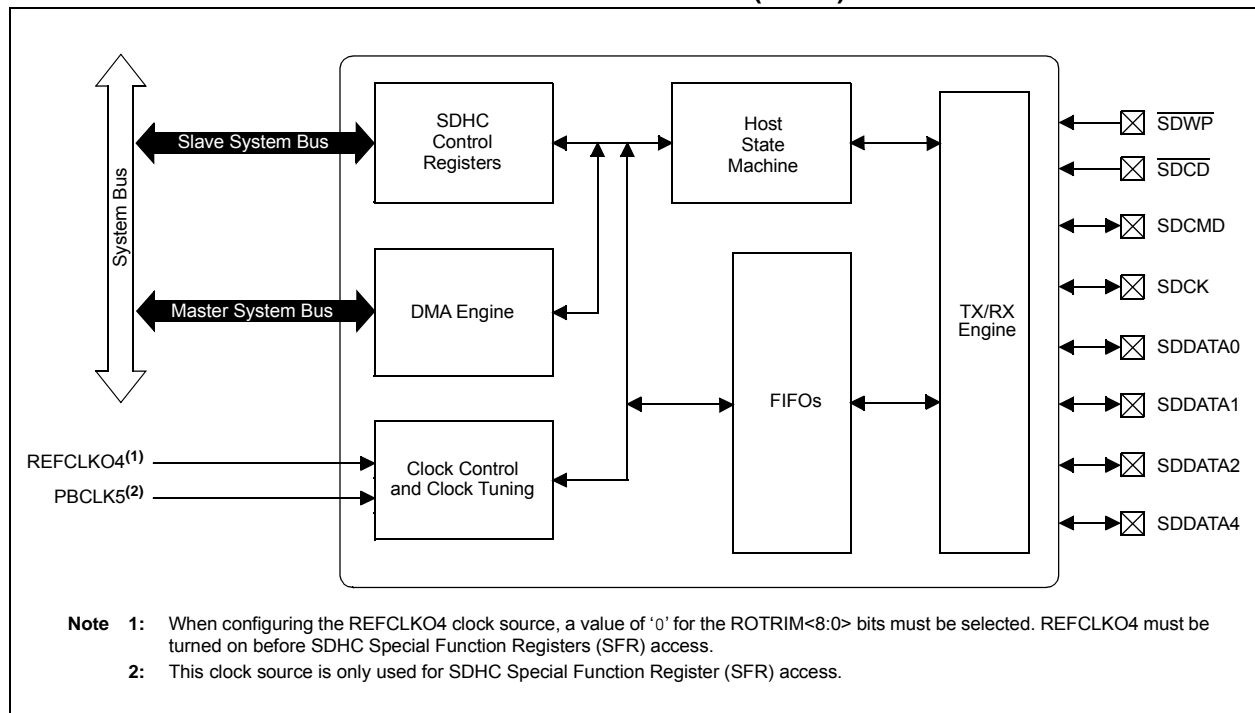 System Bus
Slave System Bus
Master System Bus
SDHC
Control
Registers
Host
State
Machine
DMA Engine
FIFOs
TX/RX
Engine
Clock Control
and Clock Tuning
REFCLKO4(1)
PBCLK5(2)
SDWP
SDCD
SDCMD
SDCK
SDDATA0
SDDATA1
SDDATA2
SDDATA4
Note 1: When configuring the REFCLKO4 clock source, a value of ‘0’ for the ROTRIM<8:0> bits must be selected. REFCLKO4 must be
turned on before SDHC Special Function Registers (SFR) access.
2: This clock source is only used for SDHC Special Function Register (SFR) access.